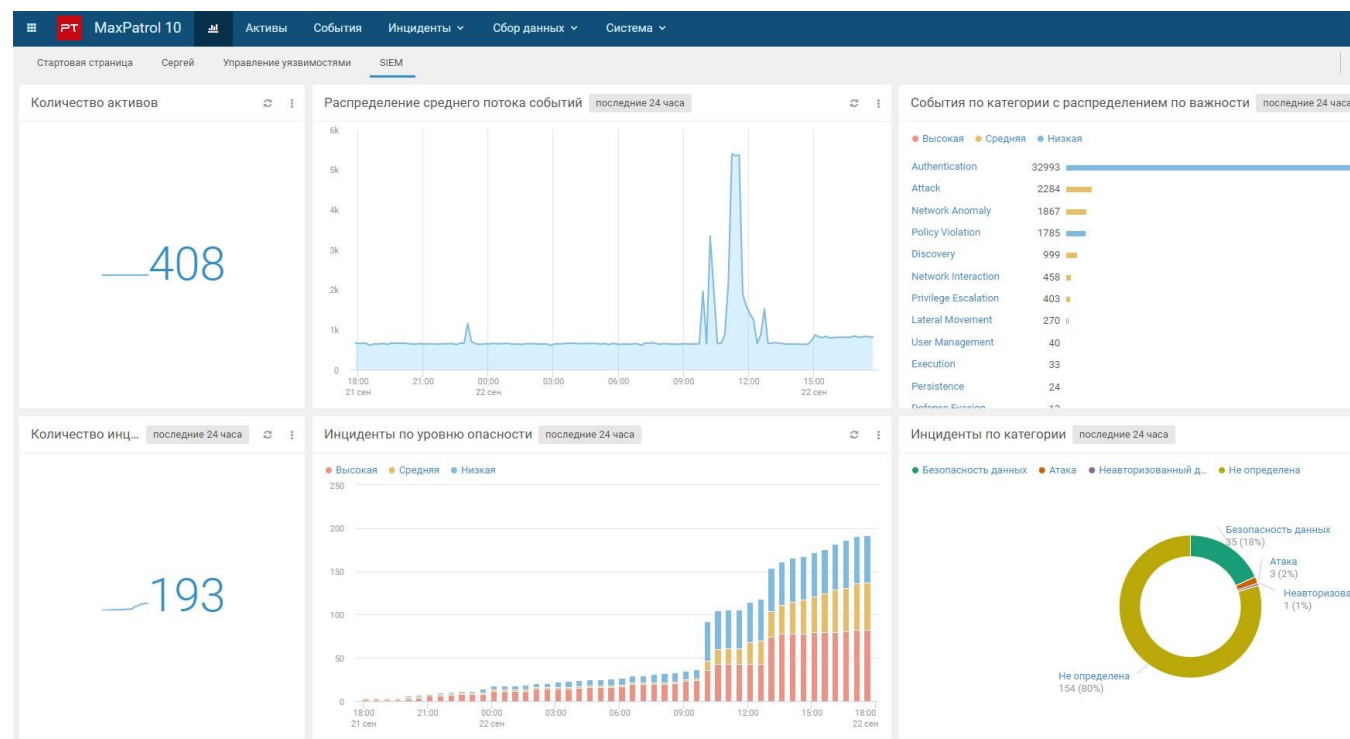 PT MaxPatrol 10 Активы События Инциденты Сбор данных Система
Стартовая страница Сергей Управление уязвимостями SIEM
Количество активов
408
Распределение среднего потока событий последние 24 часа
6k
5k
4k
3k
2k
1k
0
18:00 21:00 00:00 03:00 06:00 09:00 12:00 15:00
21 сен 22 сен 22 сен
События по категории с распределением по важности последние 24 часа
Высокая Средняя Низкая
Authentication 32993
Attack 2284
Network Anomaly 1867
Policy Violation 1785
Discovery 999
Network Interaction 458
Privilege Escalation 403
Lateral Movement 270
User Management 40
Execution 33
Persistence 24
Defense Evasion 12
Количество инц... последние 24 часа
193
Инциденты по уровню опасности последние 24 часа
Высокая Средняя Низкая
250
200
150
100
50
0
18:00 21:00 00:00 03:00 06:00 09:00 12:00 15:00 18:00
21 сен 22 сен 22 сен
Инциденты по категории последние 24 часа
Безопасность данных Атака Неавторизованный д... Не определена
Безопасность данных
35 (18%)
Атака
3 (2%)
Неавторизова
1 (1%)
Не определена
154 (80%)